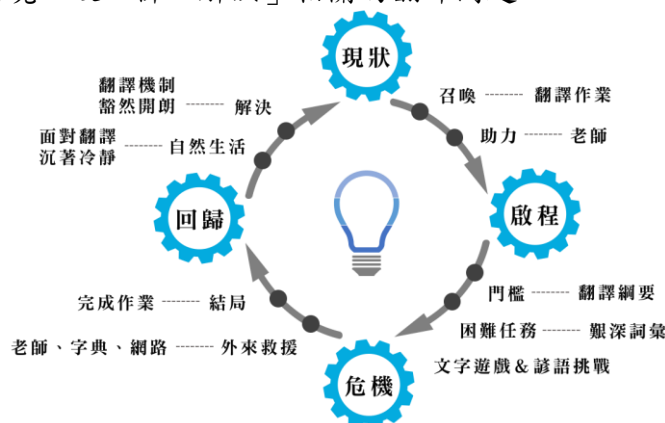 現狀
召喚 翻譯作業
助力 老師
啟程
門檻 翻譯綱要
困難任務 艱深詞彙
文字遊戲&諺語挑戰
危機
外來救援 老師、字典、網路
結局 完成作業
回歸
自然生活 面對翻譯
沉著冷靜
解決 翻譯機制
豁然開朗